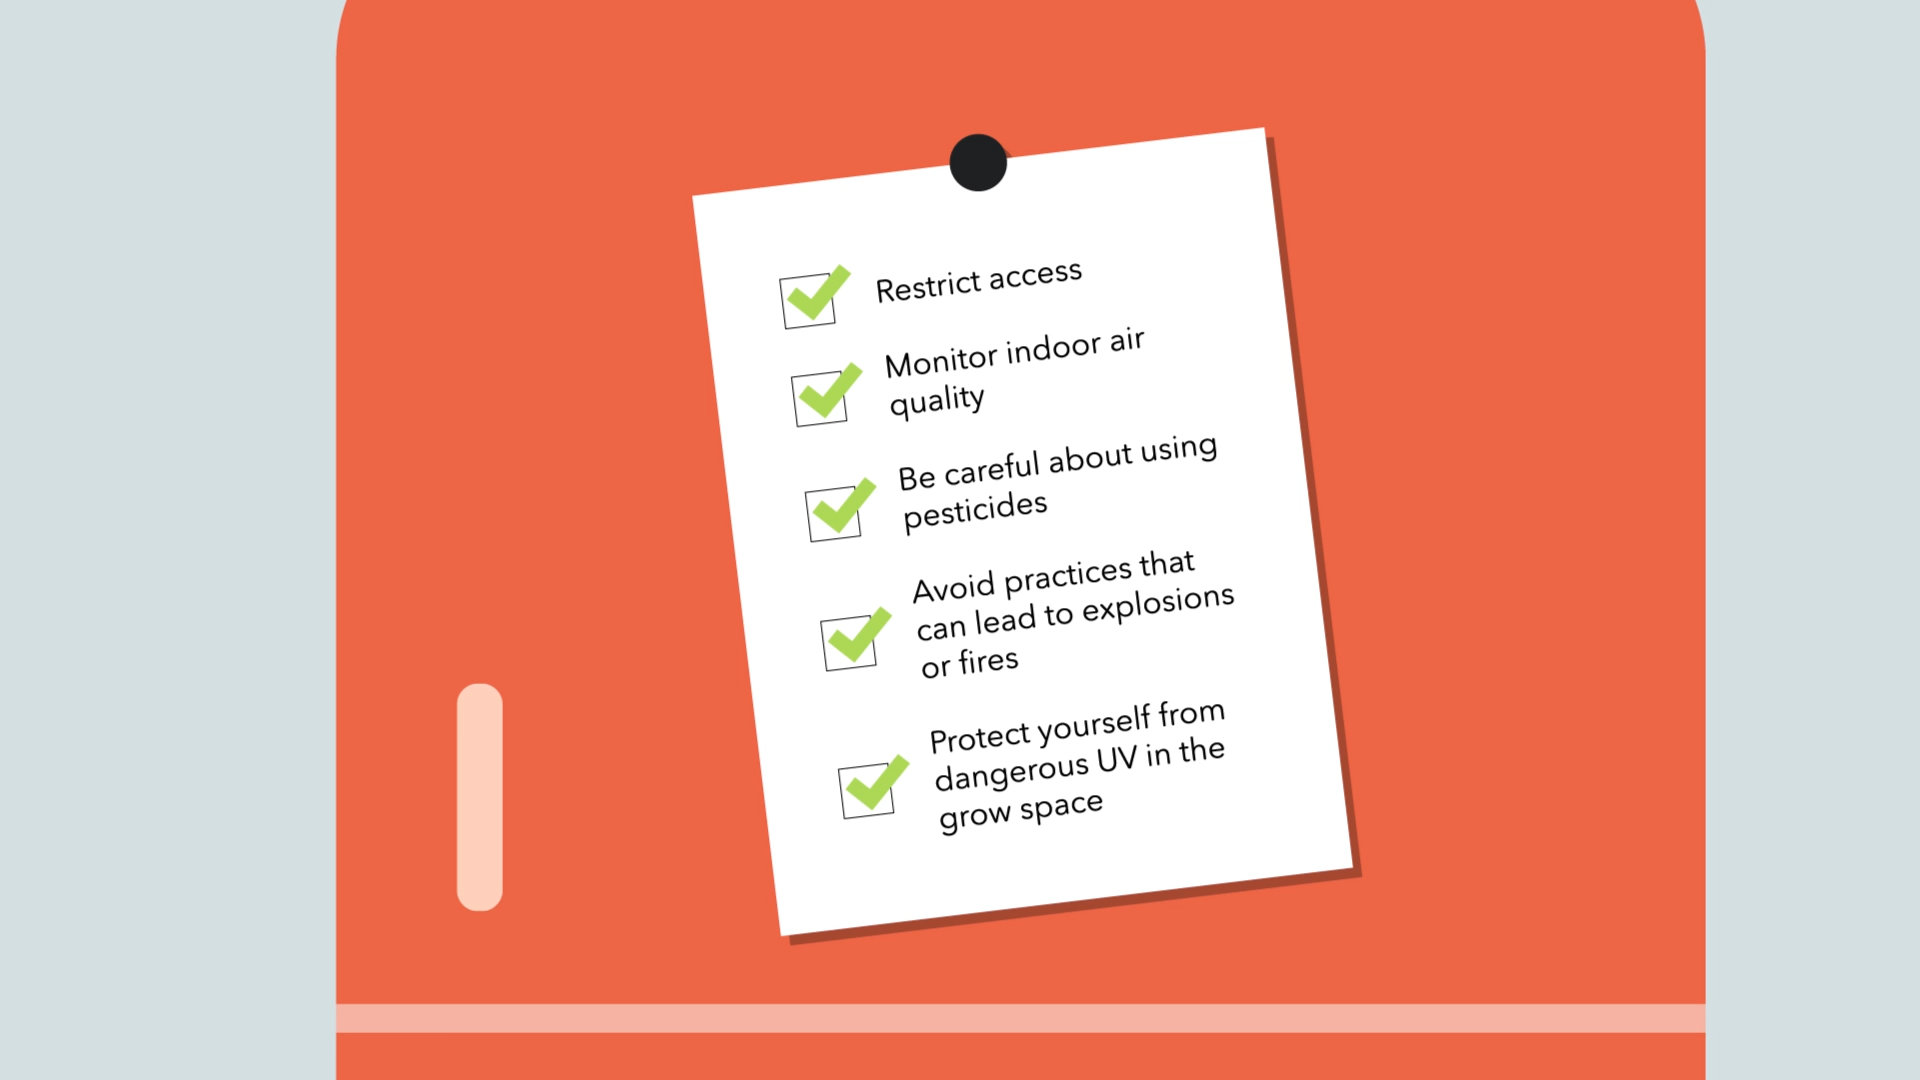 Restrict access
Monitor indoor air
quality
Be careful about using
pesticides
Avoid practices that
can lead to explosions
or fires
Protect yourself from
dangerous UV in the
grow space